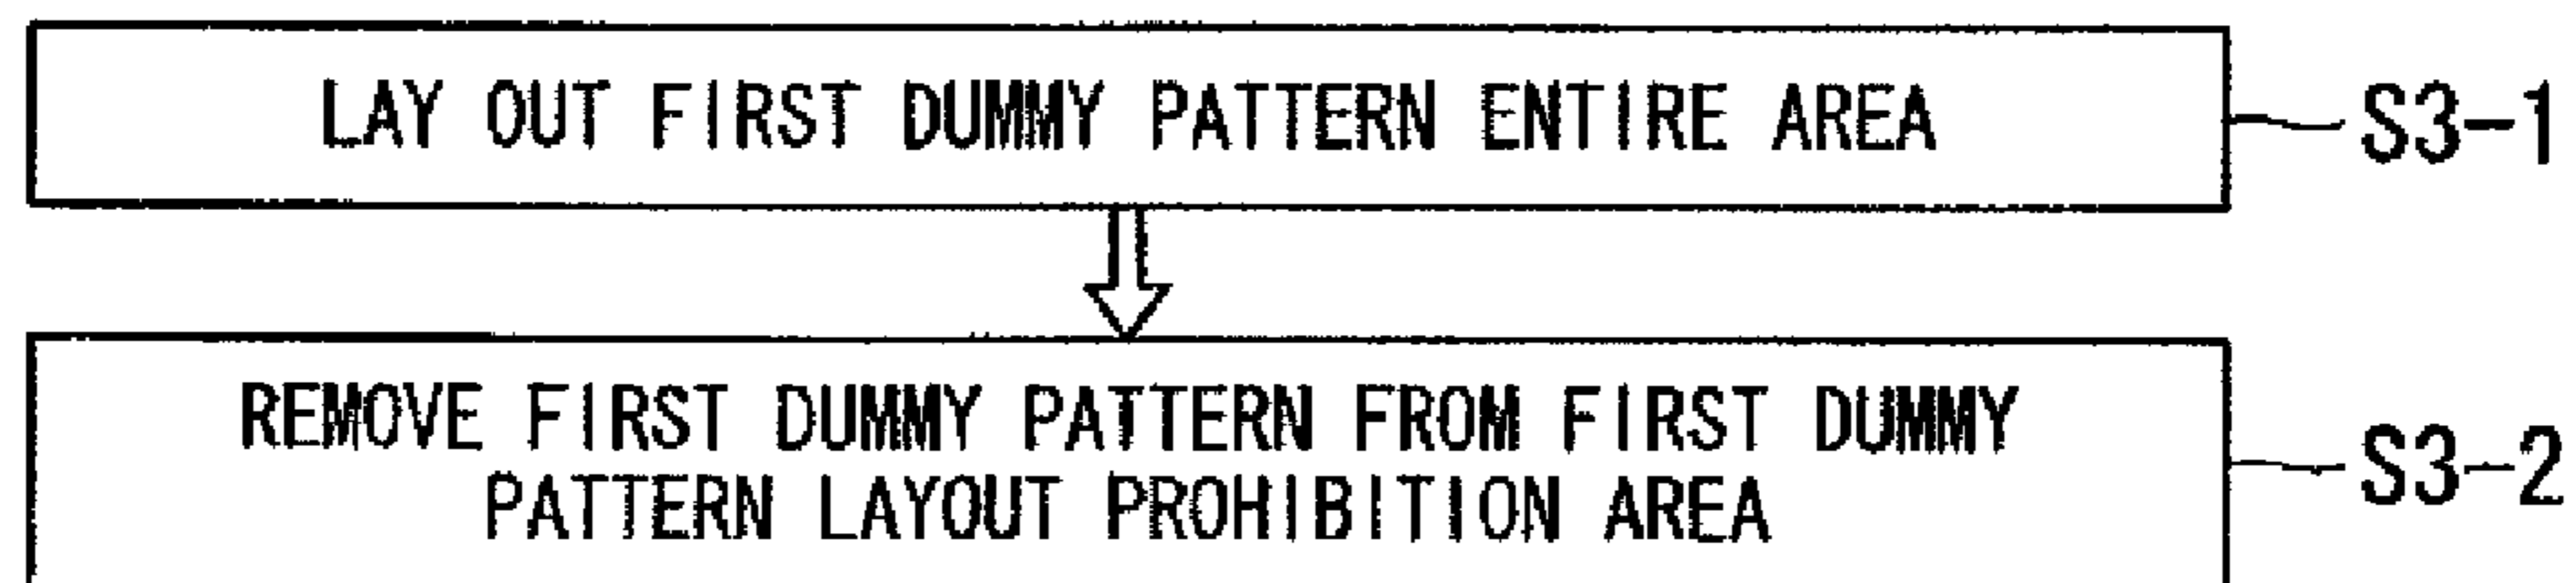 LAY OUT FIRST DUMMY PATTERN ENTIRE AREA
S3-1
REMOVE FIRST DUMMY PATTERN FROM FIRST DUMMY
PATTERN LAYOUT PROHIBITION AREA
S3-2